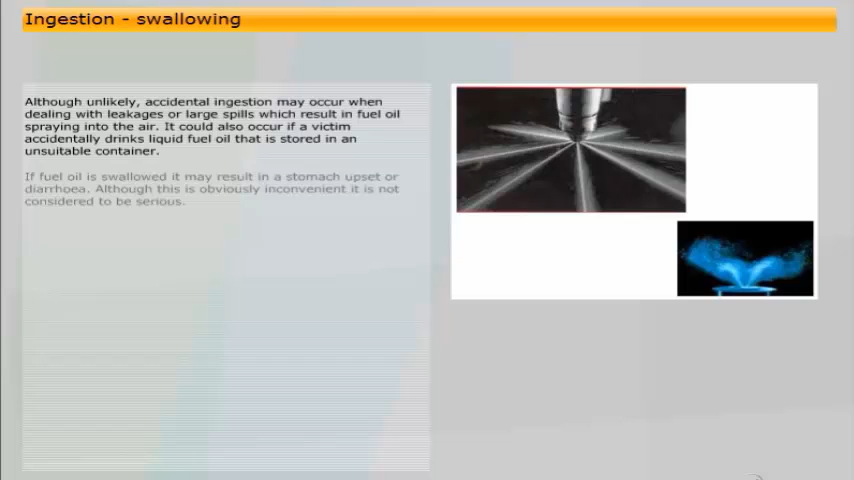 Ingestion - swallowing
Although unlikely, accidental ingestion may occur when
dealing with leakages or large spills which result in fuel oil
spraying into the air. It could also occur if a victim
accidentally drinks liquid fuel oil that is stored in an
unsuitable container.
If fuel oil is swallowed it may result in a stomach upset or
diarrhoea. Although this is obviously inconvenient it is not
considered to be serious.